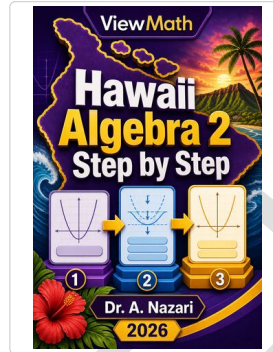 ViewMath
Hawaii
Algebra 2
Step by Step
1 2 3
Dr. A. Nazari
2026